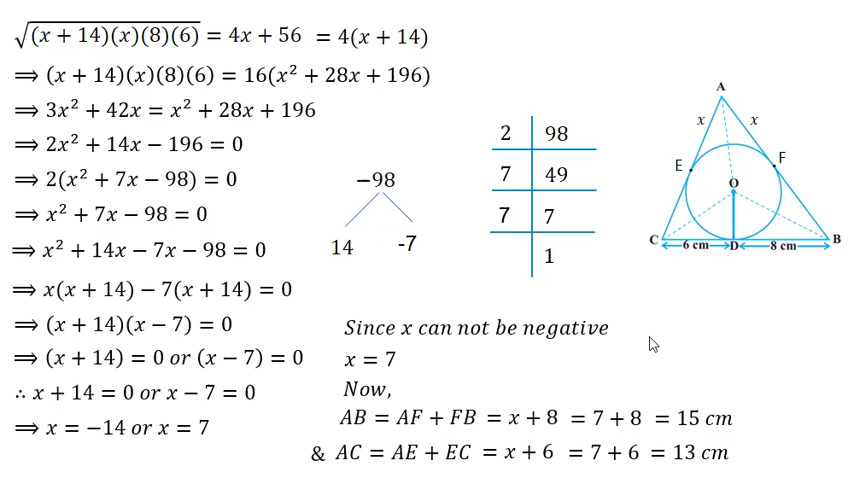 √(x + 14)(x)(8)(6) = 4x + 56 = 4(x + 14)
⟹ (x + 14)(x)(8)(6) = 16(x² + 28x + 196)
⟹ 3x² + 42x = x² + 28x + 196
⟹ 2x² + 14x − 196 = 0
⟹ 2(x² + 7x − 98) = 0
⟹ x² + 7x − 98 = 0
⟹ x² + 14x − 7x − 98 = 0
⟹ x(x + 14) − 7(x + 14) = 0
⟹ (x + 14)(x − 7) = 0
⟹ (x + 14) = 0 or (x − 7) = 0
∴ x + 14 = 0 or x − 7 = 0
⟹ x = −14 or x = 7
−98
14 -7
2 98
7 49
7 7
1
A
x x
E F
O
C B
6 cm D 8 cm
Since x can not be negative
x = 7
Now,
AB = AF + FB = x + 8 = 7 + 8 = 15 cm
& AC = AE + EC = x + 6 = 7 + 6 = 13 cm